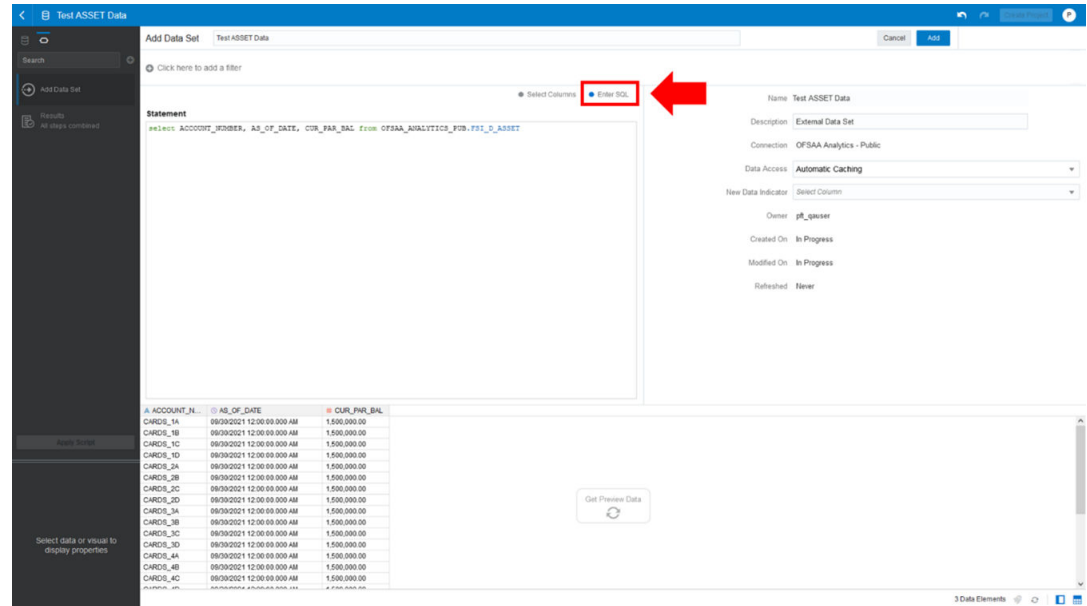 Test ASSET Data
Create Project
P
Search
Add Data Set
Results
All steps combined
Apply Script
Select data or visual to
display properties
Add Data Set
Test ASSET Data
Cancel
Add
Click here to add a filter
Select Columns
Enter SQL
Statement
select ACCOUNT_NUMBER, AS_OF_DATE, CUR_PAR_BAL from OFSAA_ANALYTICS_PUB.FSI_D_ASSET
Name Test ASSET Data
Description External Data Set
Connection OFSAA Analytics - Public
Data Access Automatic Caching
New Data Indicator Select Column
Owner pft_qauser
Created On In Progress
Modified On In Progress
Refreshed Never
A ACCOUNT_N... AS_OF_DATE CUR_PAR_BAL
CARDS_1A 09/30/2021 12:00:00.000 AM 1,500,000.00
CARDS_1B 09/30/2021 12:00:00.000 AM 1,500,000.00
CARDS_1C 09/30/2021 12:00:00.000 AM 1,500,000.00
CARDS_1D 09/30/2021 12:00:00.000 AM 1,500,000.00
CARDS_2A 09/30/2021 12:00:00.000 AM 1,500,000.00
CARDS_2B 09/30/2021 12:00:00.000 AM 1,500,000.00
CARDS_2C 09/30/2021 12:00:00.000 AM 1,500,000.00
CARDS_2D 09/30/2021 12:00:00.000 AM 1,500,000.00
CARDS_3A 09/30/2021 12:00:00.000 AM 1,500,000.00
CARDS_3B 09/30/2021 12:00:00.000 AM 1,500,000.00
CARDS_3C 09/30/2021 12:00:00.000 AM 1,500,000.00
CARDS_3D 09/30/2021 12:00:00.000 AM 1,500,000.00
CARDS_4A 09/30/2021 12:00:00.000 AM 1,500,000.00
CARDS_4B 09/30/2021 12:00:00.000 AM 1,500,000.00
CARDS_4C 09/30/2021 12:00:00.000 AM 1,500,000.00
Get Preview Data
3 Data Elements